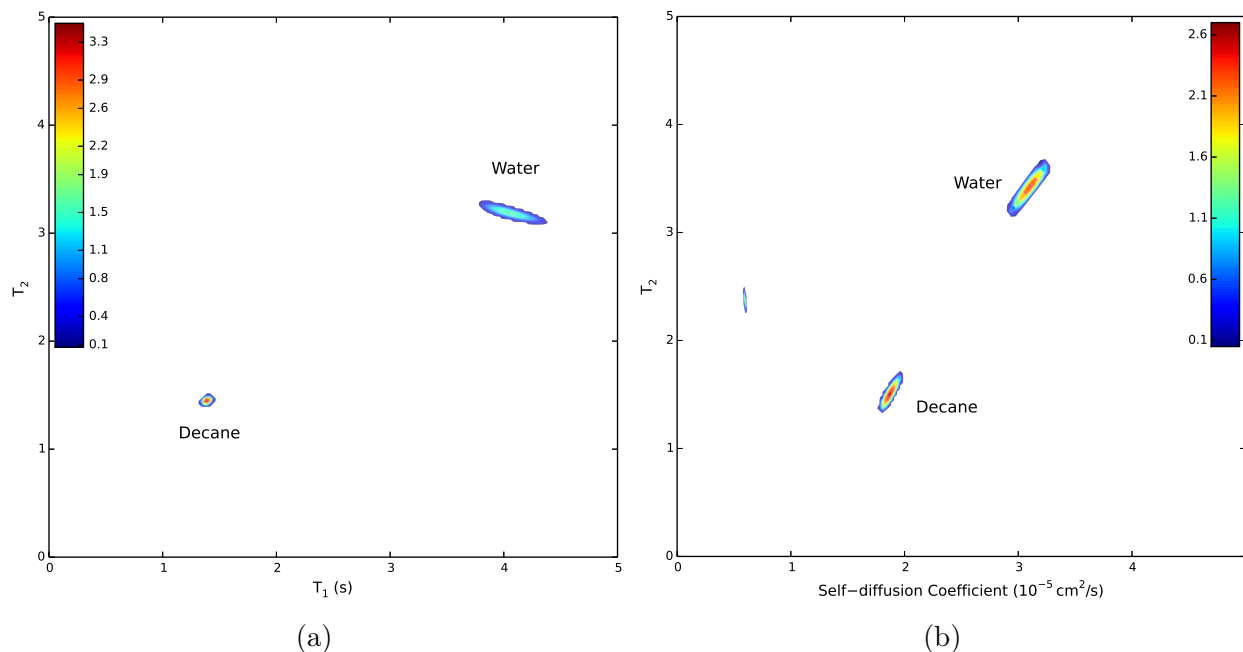 5
4
3
2
1
0
T₂
3.3
2.9
2.6
2.2
1.9
1.5
1.1
0.8
0.4
0.1
Water
Decane
0 1 2 3 4 5
T₁ (s)
(a)
5
4
3
2
1
0
T₂
Water
Decane
2.6
2.1
1.6
1.1
0.6
0.1
0 1 2 3 4
Self−diffusion Coefficient (10⁻⁵ cm²/s)
(b)